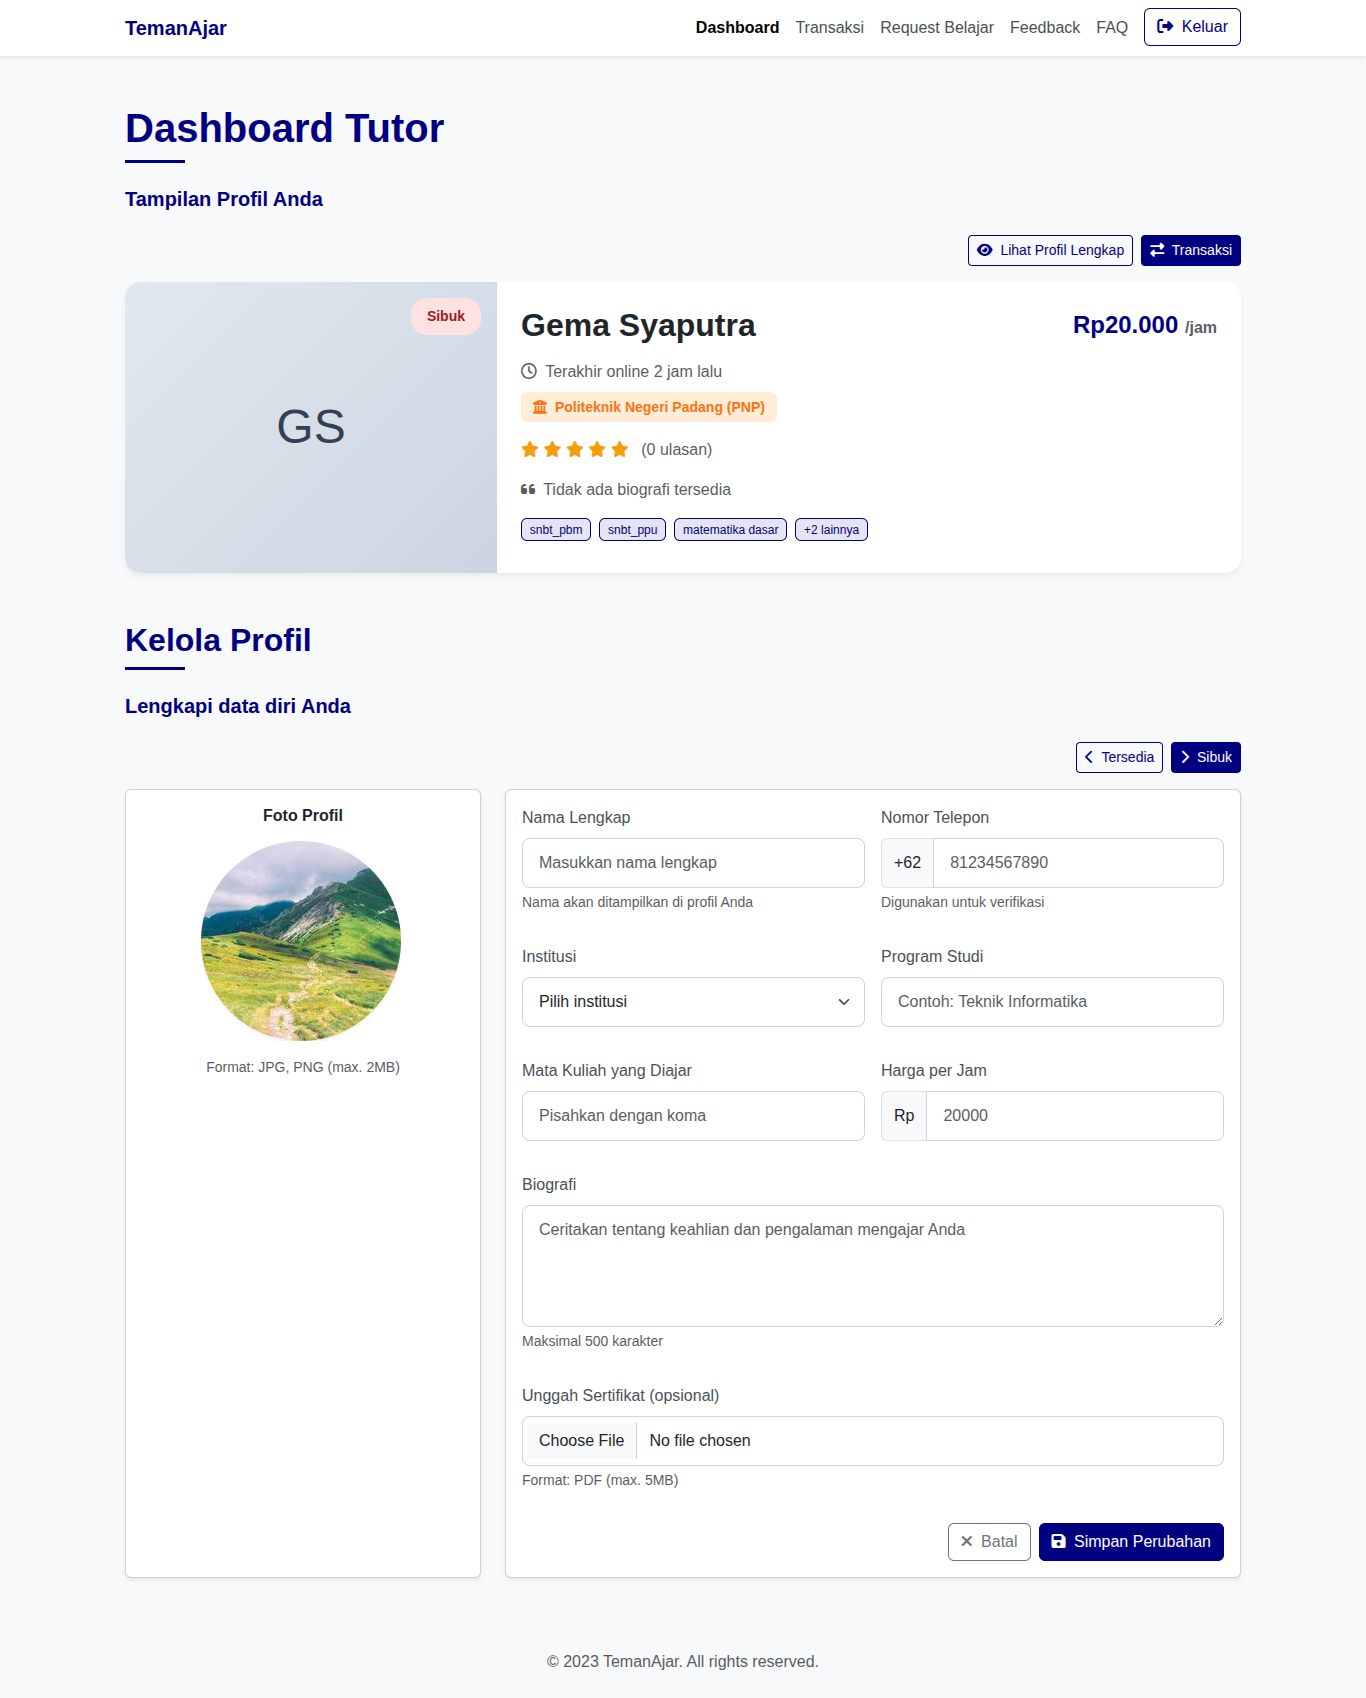 TemanAjar
Dashboard Transaksi Request Belajar Feedback FAQ Keluar
Dashboard Tutor
Tampilan Profil Anda
Lihat Profil Lengkap Transaksi
Sibuk
GS
Gema Syaputra
Rp20.000 /jam
Terakhir online 2 jam lalu
Politeknik Negeri Padang (PNP)
(0 ulasan)
Tidak ada biografi tersedia
snbt_pbm snbt_ppu matematika dasar +2 lainnya
Kelola Profil
Lengkapi data diri Anda
Tersedia Sibuk
Foto Profil
Format: JPG, PNG (max. 2MB)
Nama Lengkap
Masukkan nama lengkap
Nama akan ditampilkan di profil Anda
Nomor Telepon
+62 81234567890
Digunakan untuk verifikasi
Institusi
Pilih institusi
Program Studi
Contoh: Teknik Informatika
Mata Kuliah yang Diajar
Pisahkan dengan koma
Harga per Jam
Rp 20000
Biografi
Ceritakan tentang keahlian dan pengalaman mengajar Anda
Maksimal 500 karakter
Unggah Sertifikat (opsional)
Choose File No file chosen
Format: PDF (max. 5MB)
Batal Simpan Perubahan
© 2023 TemanAjar. All rights reserved.